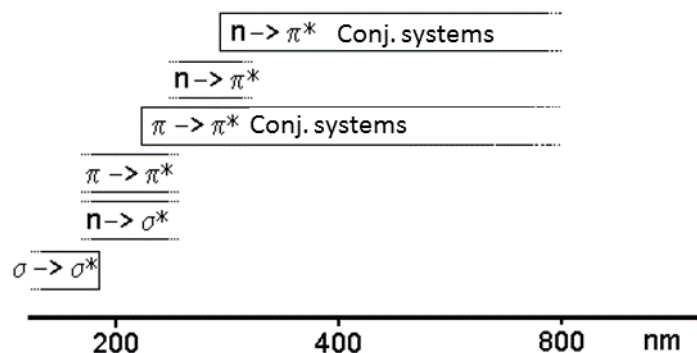 n -> π* Conj. systems
n -> π*
π -> π* Conj. systems
π -> π*
n -> σ*
σ -> σ*
200 400 800 nm